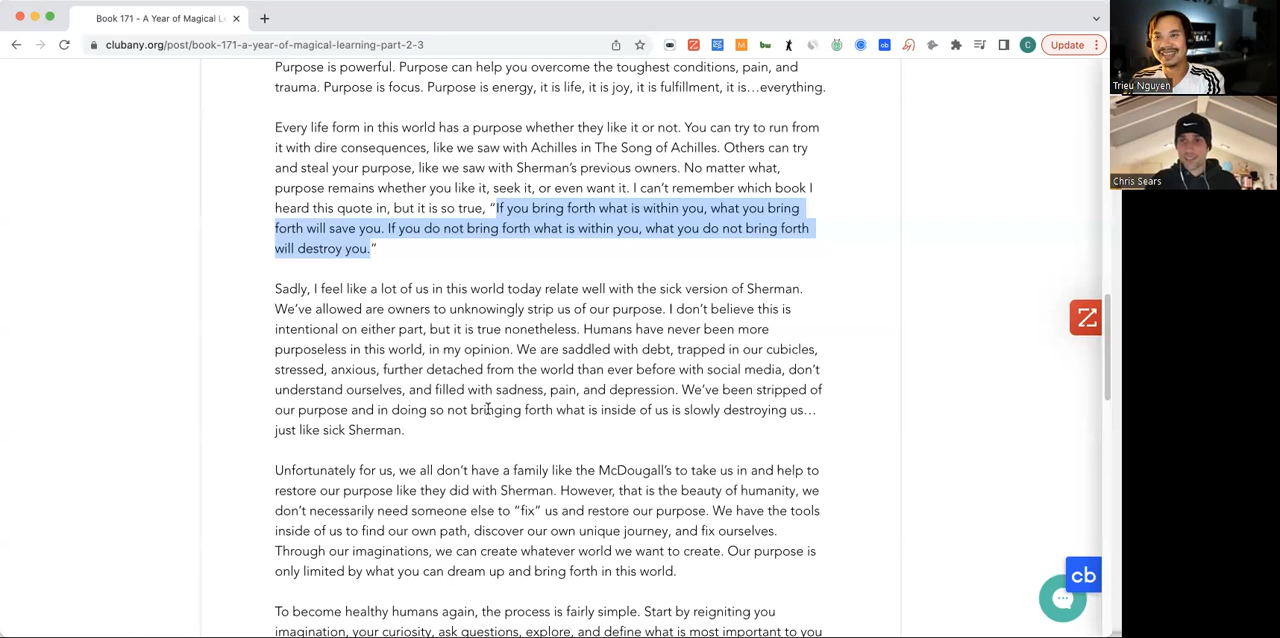 Book 171 - A Year of Magical L
clubany.org/post/book-171-a-year-of-magical-learning-part-2-3
Update
Purpose is powerful. Purpose can help you overcome the toughest conditions, pain, and
trauma. Purpose is focus. Purpose is energy, it is life, it is joy, it is fulfillment, it is…everything.
Every life form in this world has a purpose whether they like it or not. You can try to run from
it with dire consequences, like we saw with Achilles in The Song of Achilles. Others can try
and steal your purpose, like we saw with Sherman's previous owners. No matter what,
purpose remains whether you like it, seek it, or even want it. I can't remember which book I
heard this quote in, but it is so true, “If you bring forth what is within you, what you bring
forth will save you. If you do not bring forth what is within you, what you do not bring forth
will destroy you.”
Sadly, I feel like a lot of us in this world today relate well with the sick version of Sherman.
We've allowed are owners to unknowingly strip us of our purpose. I don't believe this is
intentional on either part, but it is true nonetheless. Humans have never been more
purposeless in this world, in my opinion. We are saddled with debt, trapped in our cubicles,
stressed, anxious, further detached from the world than ever before with social media, don't
understand ourselves, and filled with sadness, pain, and depression. We've been stripped of
our purpose and in doing so not bringing forth what is inside of us is slowly destroying us…
just like sick Sherman.
Unfortunately for us, we all don't have a family like the McDougall's to take us in and help to
restore our purpose like they did with Sherman. However, that is the beauty of humanity, we
don't necessarily need someone else to “fix” us and restore our purpose. We have the tools
inside of us to find our own path, discover our own unique journey, and fix ourselves.
Through our imaginations, we can create whatever world we want to create. Our purpose is
only limited by what you can dream up and bring forth in this world.
To become healthy humans again, the process is fairly simple. Start by reigniting you
imagination, your curiosity, ask questions, explore, and define what is most important to you
cb
Trieu Nguyen
Chris Sears